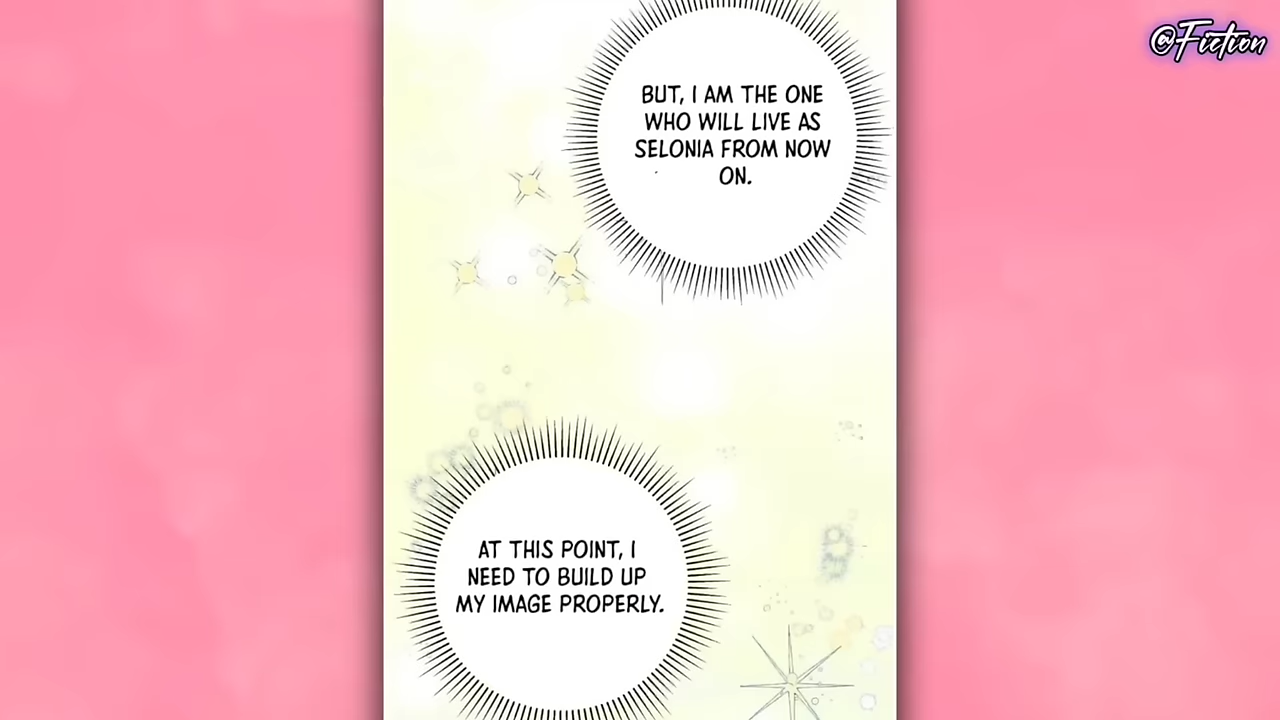 @Fiction
BUT, I AM THE ONE
WHO WILL LIVE AS
SELONIA FROM NOW
ON.
AT THIS POINT, I
NEED TO BUILD UP
MY IMAGE PROPERLY.